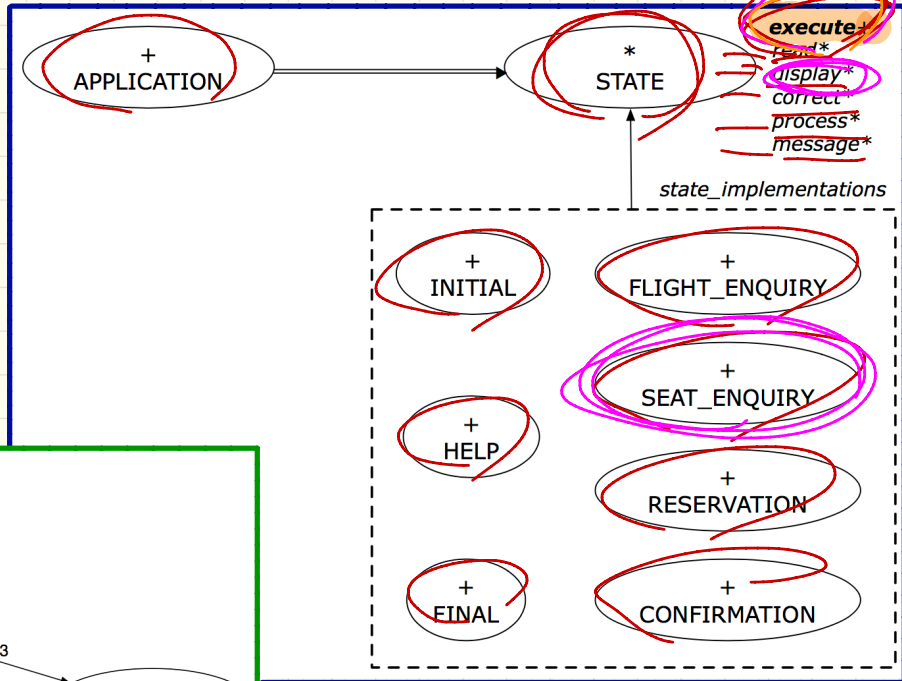 +
APPLICATION
*
STATE
execute+
read*
display*
correct*
process*
message*
state_implementations
+
INITIAL
+
FLIGHT_ENQUIRY
+
SEAT_ENQUIRY
+
HELP
+
RESERVATION
+
FINAL
+
CONFIRMATION
3